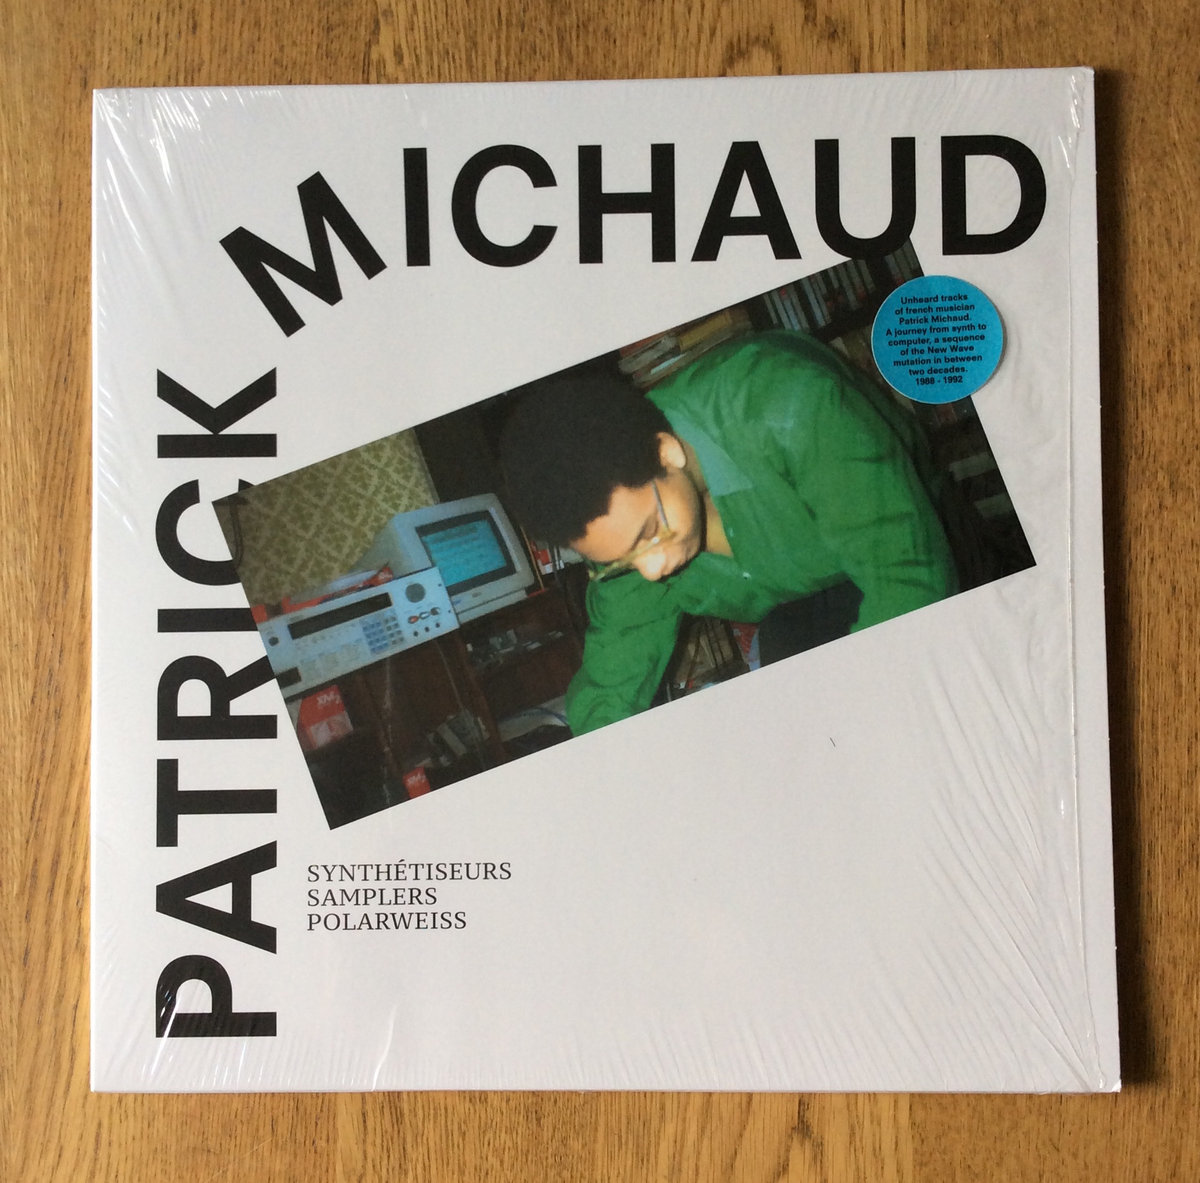 PATRICK MICHAUD
Unheard tracks
of french musician
Patrick Michaud.
A journey from synth to
computer, a sequence
of the New Wave
mutation in between
two decades.
1988 - 1992
SYNTHÉTISEURS
SAMPLERS
POLARWEISS